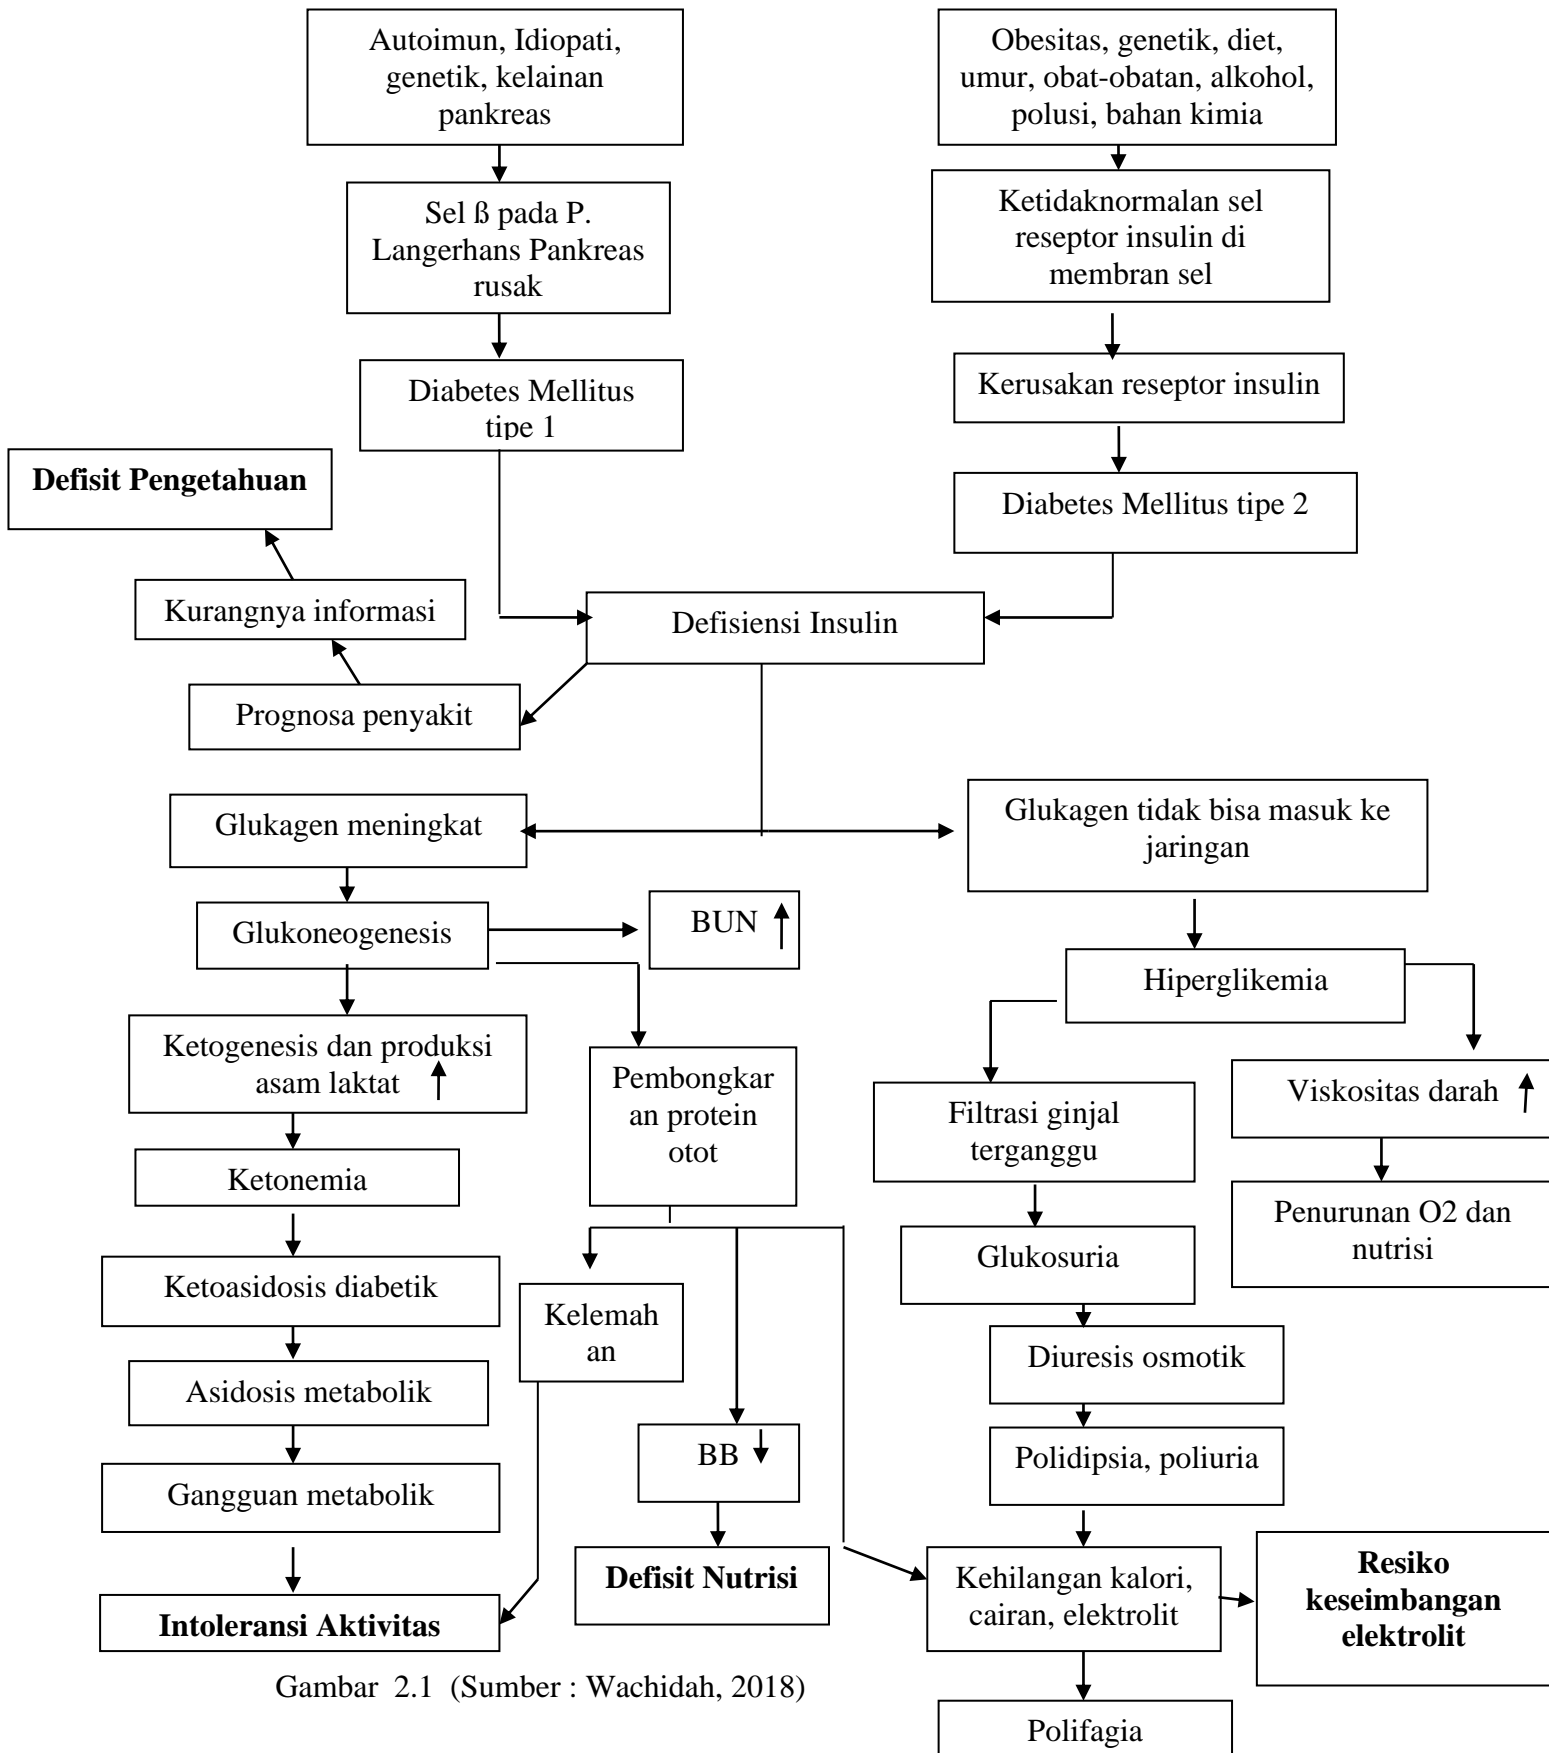 Autoimun, Idiopati,
genetik, kelainan
pankreas
Obesitas, genetik, diet,
umur, obat-obatan, alkohol,
polusi, bahan kimia
Sel ß pada P.
Langerhans Pankreas
rusak
Ketidaknormalan sel
reseptor insulin di
membran sel
Diabetes Mellitus
tipe 1
Kerusakan reseptor insulin
Defisit Pengetahuan
Diabetes Mellitus tipe 2
Kurangnya informasi
Defisiensi Insulin
Prognosa penyakit
Glukagen meningkat
Glukagen tidak bisa masuk ke
jaringan
Glukoneogenesis
BUN
Hiperglikemia
Ketogenesis dan produksi
asam laktat
Pembongkar
an protein
otot
Filtrasi ginjal
terganggu
Viskositas darah
Ketonemia
Penurunan O2 dan
nutrisi
Glukosuria
Ketoasidosis diabetik
Kelemah
an
Diuresis osmotik
Asidosis metabolik
BB
Polidipsia, poliuria
Gangguan metabolik
Defisit Nutrisi
Kehilangan kalori,
cairan, elektrolit
Resiko
keseimbangan
elektrolit
Intoleransi Aktivitas
Gambar 2.1 (Sumber : Wachidah, 2018)
Polifagia